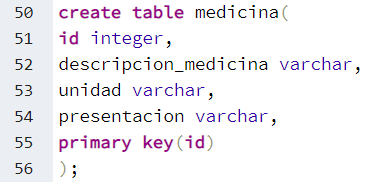 50 create table medicina(
51 id integer,
52 descripcion_medicina varchar,
53 unidad varchar,
54 presentacion varchar,
55 primary key(id)
56 );